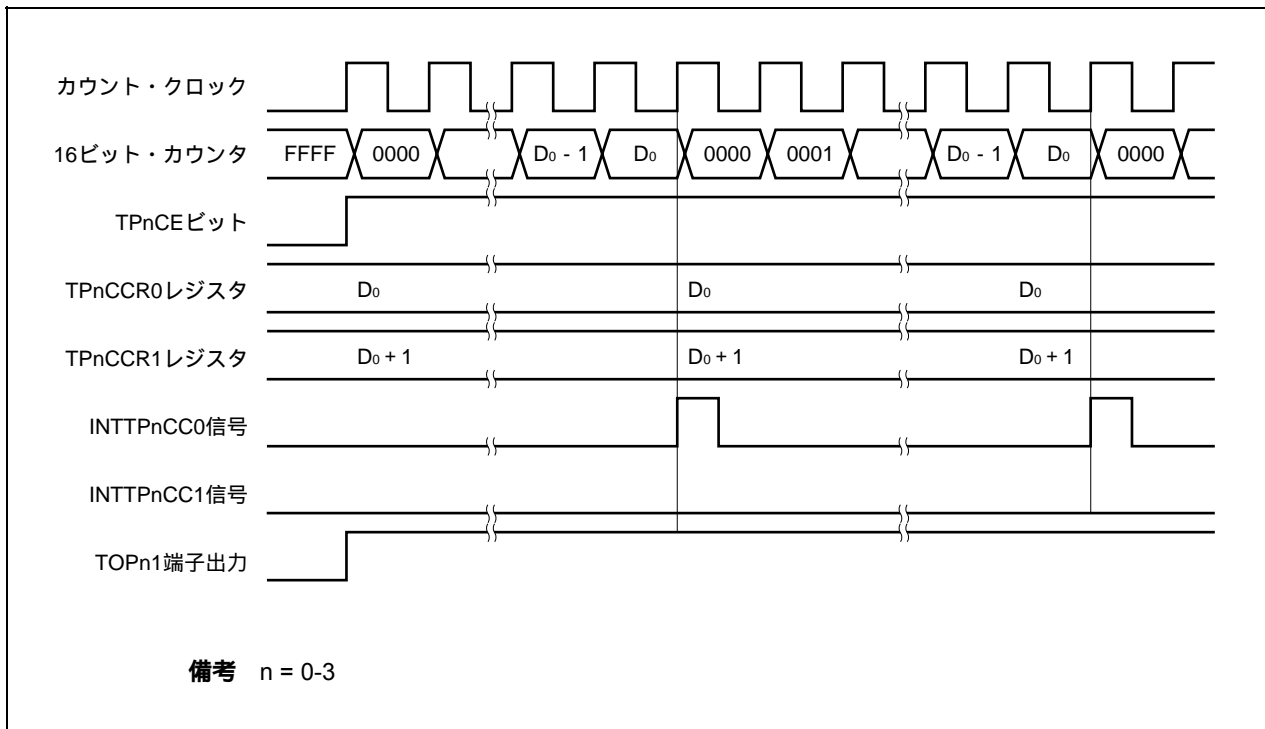 カウント・クロック
16ビット・カウンタ FFFF 0000 D0 - 1 D0 0000 0001 D0 - 1 D0 0000
TPnCEビット
TPnCCR0レジスタ D0 D0 D0
TPnCCR1レジスタ D0 + 1 D0 + 1 D0 + 1
INTTPnCC0信号
INTTPnCC1信号
TOPn1端子出力
備考 n = 0-3